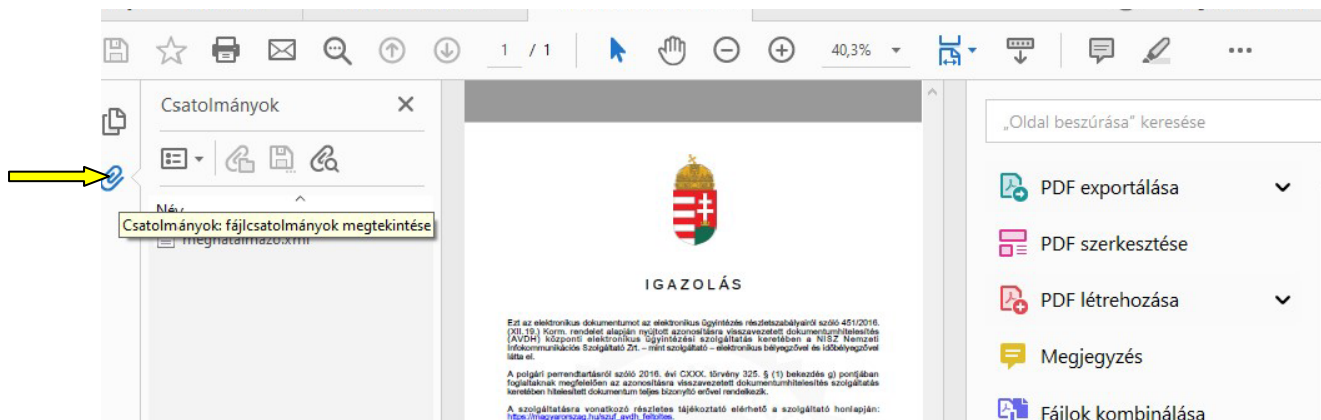 1 / 1
40,3%
Csatolmányok
„Oldal beszúrása" keresése
Név
Csatolmányok: fájlcsatolmányok megtekintése
meghatalmazo.xml
PDF exportálása
PDF szerkesztése
PDF létrehozása
Megjegyzés
Fájlok kombinálása
IGAZOLÁS
Ezt az elektronikus dokumentumot az elektronikus ügyintézés részletszabályairól szóló 451/2016.
(XII.19.) Korm. rendelet alapján nyújtott azonosításra visszavezetett dokumentumhitelesítés
(AVDH) központi elektronikus ügyintézési szolgáltatás keretében a NISZ Nemzeti
Infokommunikációs Szolgáltató Zrt. – mint szolgáltató – elektronikus bélyegzővel és időbélyegzővel
látta el.
A polgári perrendtartásról szóló 2016. évi CXXX. törvény 325. § (1) bekezdés g) pontjában
foglaltaknak megfelelően az azonosításra visszavezetett dokumentumhitelesítés szolgáltatás
keretében hitelesített dokumentum teljes bizonyító erővel rendelkezik.
A szolgáltatásra vonatkozó részletes tájékoztató elérhető a szolgáltató honlapján:
https://magyarorszag.hu/szuf_avdh_feltoltes.